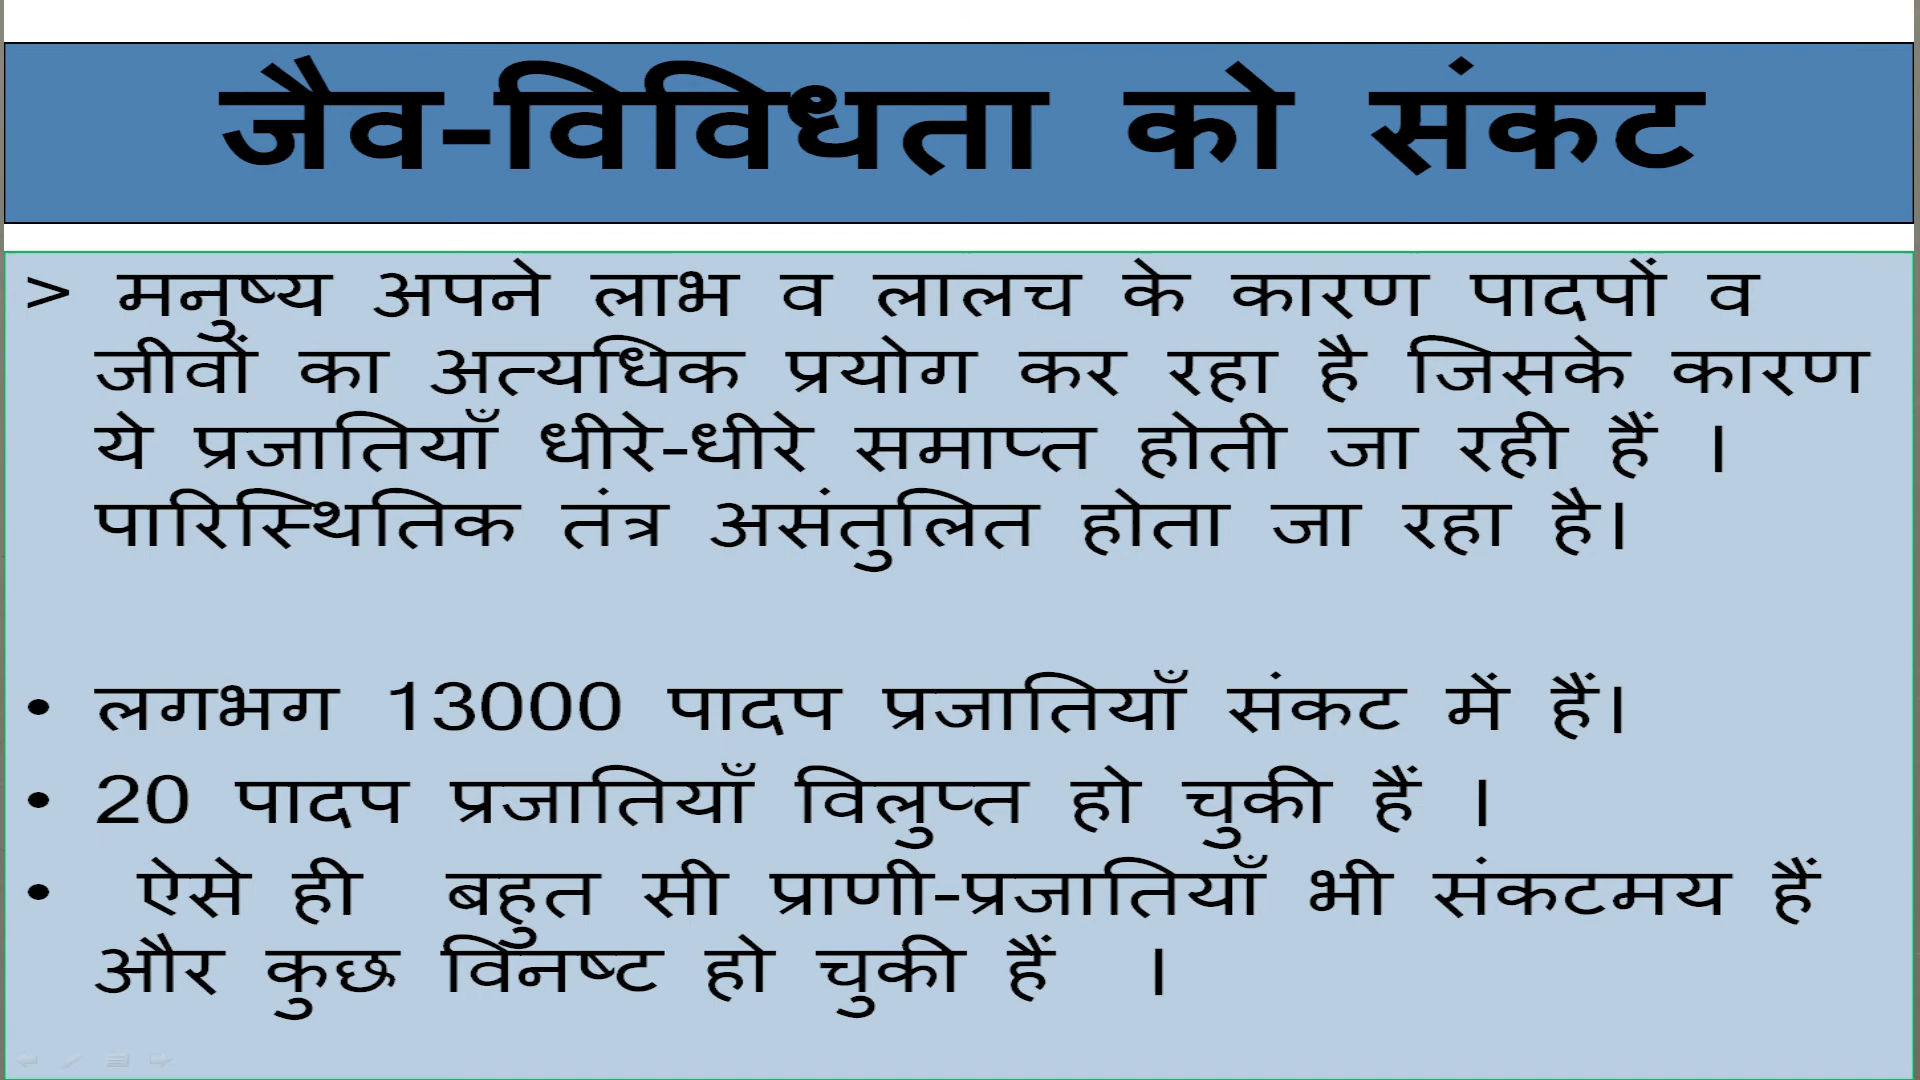 जैव-विविधता को संकट
> मनुष्य अपने लाभ व लालच के कारण पादपों व
जीवों का अत्यधिक प्रयोग कर रहा है जिसके कारण
ये प्रजातियाँ धीरे-धीरे समाप्त होती जा रही हैं ।
पारिस्थितिक तंत्र असंतुलित होता जा रहा है।
• लगभग 13000 पादप प्रजातियाँ संकट में हैं।
• 20 पादप प्रजातियाँ विलुप्त हो चुकी हैं ।
• ऐसे ही बहुत सी प्राणी-प्रजातियाँ भी संकटमय हैं
और कुछ विनष्ट हो चुकी हैं ।